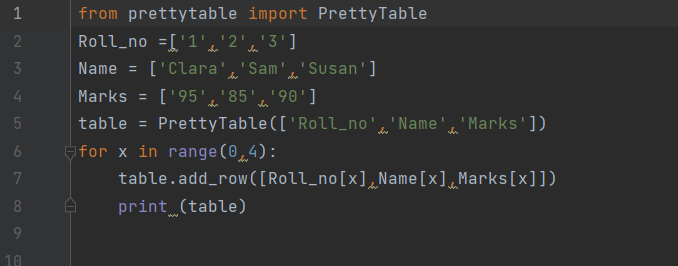 1 from prettytable import PrettyTable
2 Roll_no =['1','2','3']
3 Name = ['Clara','Sam','Susan']
4 Marks = ['95','85','90']
5 table = PrettyTable(['Roll_no','Name','Marks'])
6 for x in range(0,4):
7     table.add_row([Roll_no[x],Name[x],Marks[x]])
8     print (table)
9
10